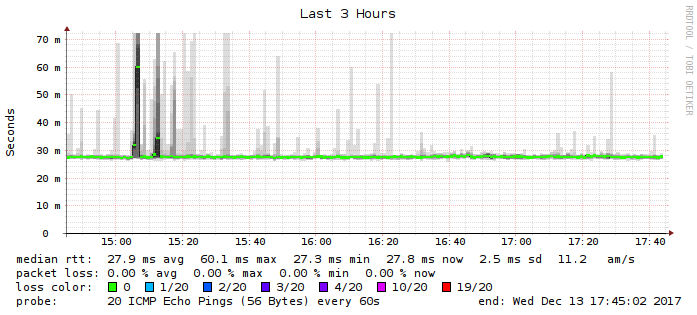 Last 3 Hours
RRDTOOL / TOBI OETIKER
Seconds
70 m
60 m
50 m
40 m
30 m
20 m
10 m
0
15:00 15:20 15:40 16:00 16:20 16:40 17:00 17:20 17:40
median rtt: 27.9 ms avg 60.1 ms max 27.3 ms min 27.8 ms now 2.5 ms sd 11.2 am/s
packet loss: 0.00 % avg 0.00 % max 0.00 % min 0.00 % now
loss color: 0 1/20 2/20 3/20 4/20 10/20 19/20
probe: 20 ICMP Echo Pings (56 Bytes) every 60s end: Wed Dec 13 17:45:02 2017